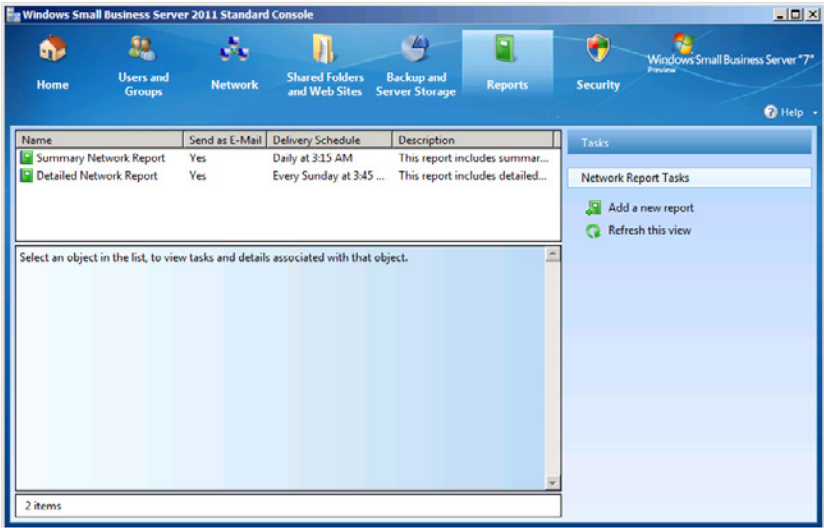 Windows Small Business Server 2011 Standard Console
Home
Users and
Groups
Network
Shared Folders
and Web Sites
Backup and
Server Storage
Reports
Security
Windows Small Business Server "7"
Preview
Help
Name Send as E-Mail Delivery Schedule Description
Summary Network Report Yes Daily at 3:15 AM This report includes summar...
Detailed Network Report Yes Every Sunday at 3:45 ... This report includes detailed...
Select an object in the list, to view tasks and details associated with that object.
2 items
Tasks
Network Report Tasks
Add a new report
Refresh this view